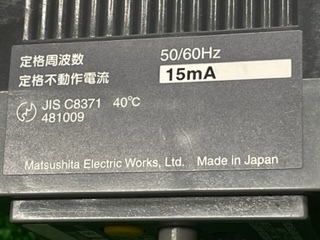 定格周波数 50/60Hz
定格不動作電流 15mA
JIS C8371 40℃
481009
Matsushita Electric Works, Ltd. Made in Japan